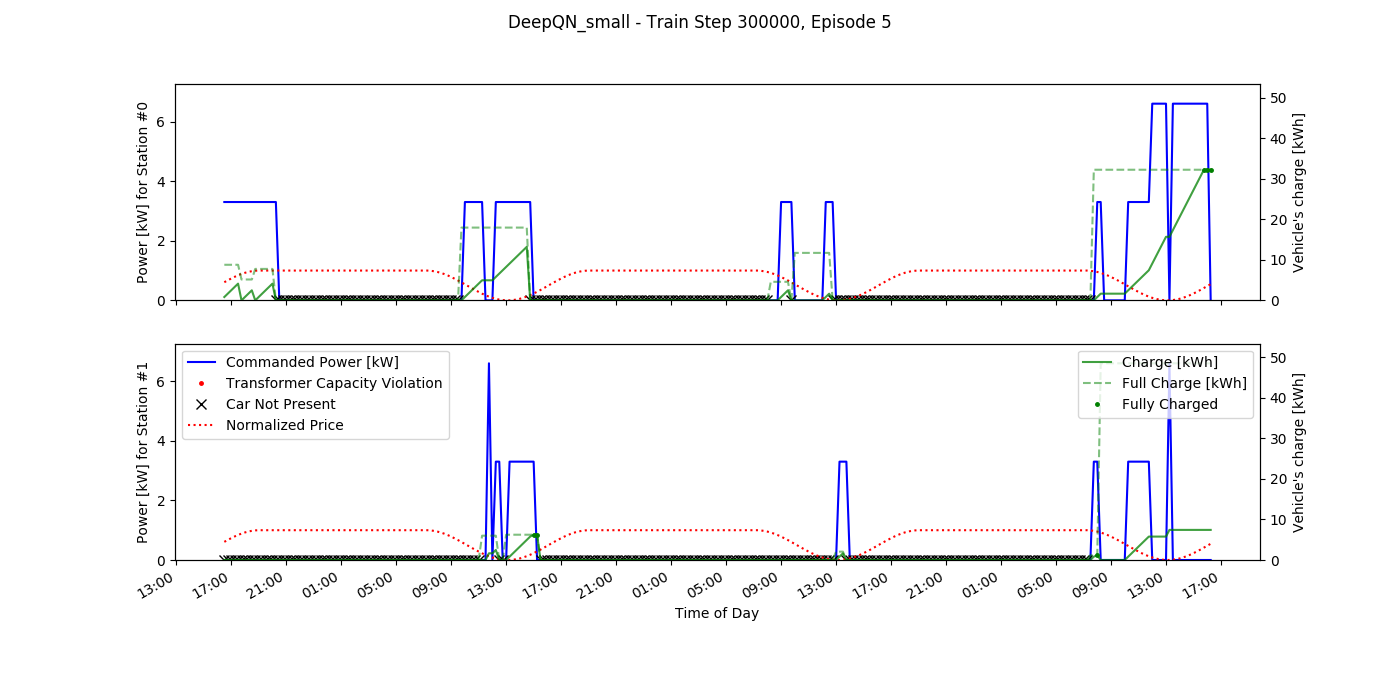 DeepQN_small - Train Step 300000, Episode 5
Power [kW] for Station #0
6
4
2
0
50
40
30
20
10
0
Vehicle's charge [kWh]
Power [kW] for Station #1
6
4
2
0
Commanded Power [kW]
Transformer Capacity Violation
Car Not Present
Normalized Price
Charge [kWh]
Full Charge [kWh]
Fully Charged
50
40
30
20
10
0
Vehicle's charge [kWh]
13:00 17:00 21:00 01:00 05:00 09:00 13:00 17:00 21:00 01:00 05:00 09:00 13:00 17:00 21:00 01:00 05:00 09:00 13:00 17:00
Time of Day